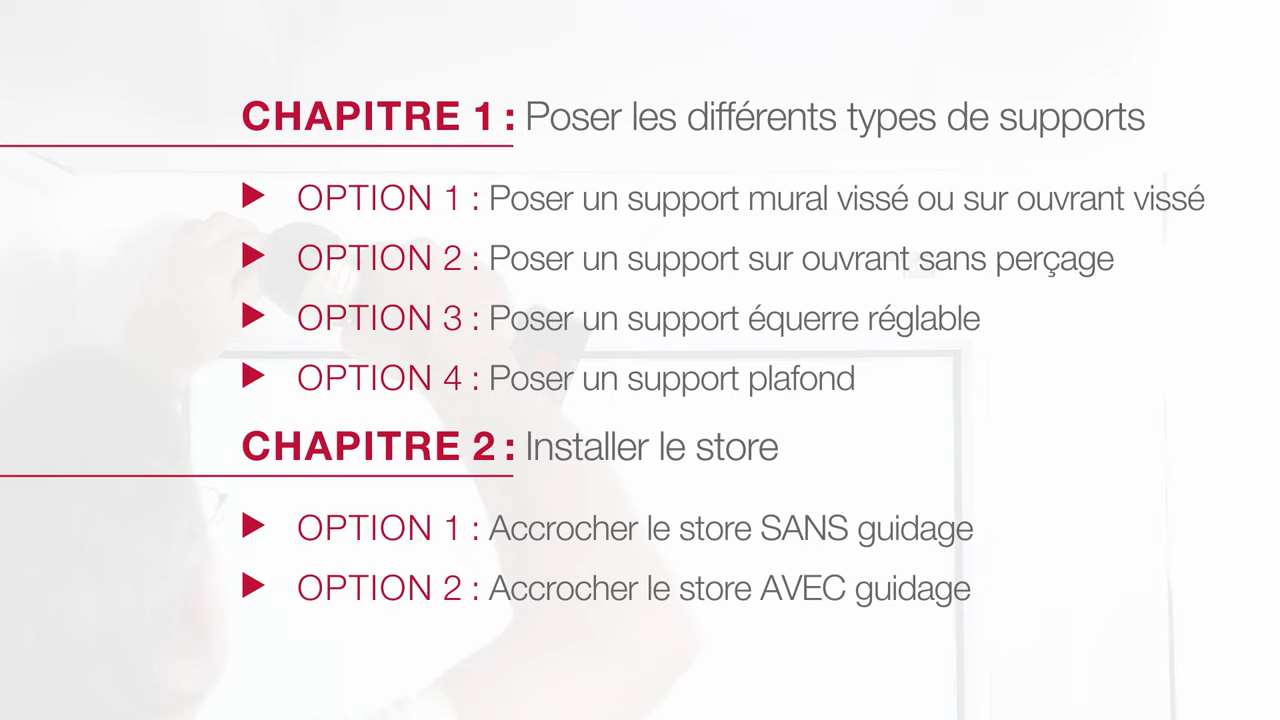 CHAPITRE 1 : Poser les différents types de supports
▶ OPTION 1 : Poser un support mural vissé ou sur ouvrant vissé
▶ OPTION 2 : Poser un support sur ouvrant sans perçage
▶ OPTION 3 : Poser un support équerre réglable
▶ OPTION 4 : Poser un support plafond
CHAPITRE 2 : Installer le store
▶ OPTION 1 : Accrocher le store SANS guidage
▶ OPTION 2 : Accrocher le store AVEC guidage